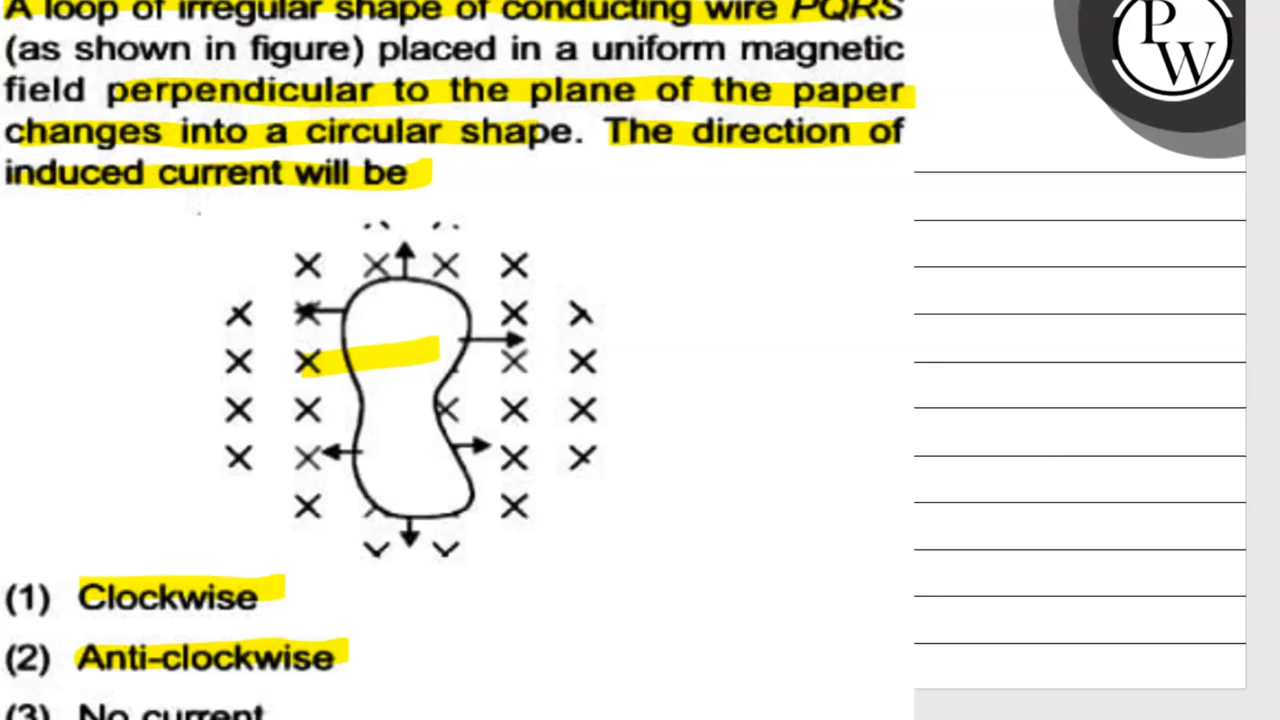 A loop of irregular shape of conducting wire PQRS
(as shown in figure) placed in a uniform magnetic
field perpendicular to the plane of the paper
changes into a circular shape. The direction of
induced current will be
(1) Clockwise
(2) Anti-clockwise
(3) No current
P
W